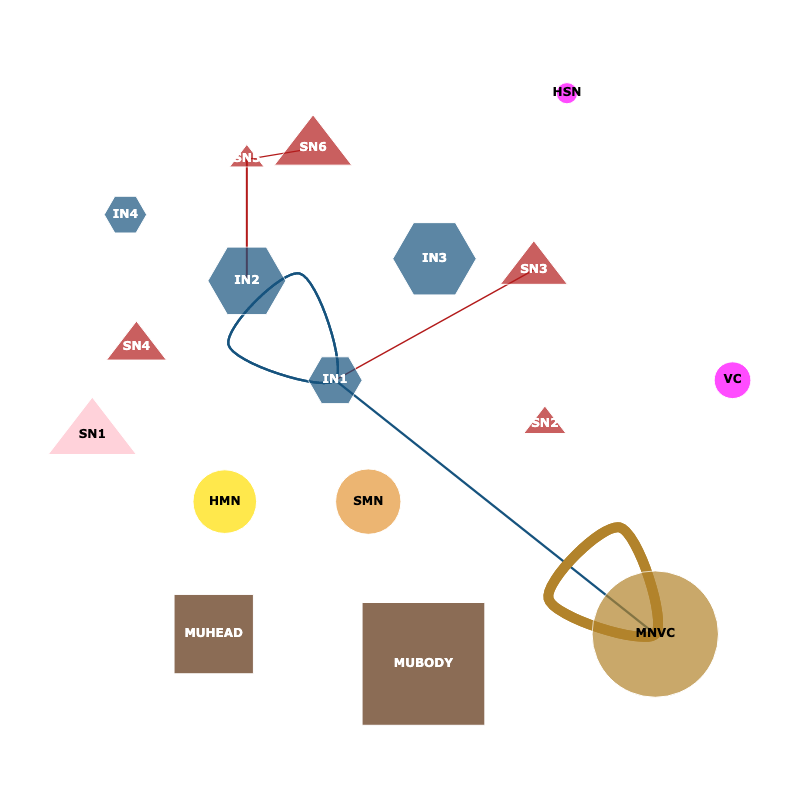 HSN
SN6
SN5
IN4
IN3
SN3
IN2
SN4
IN1
VC
SN2
SN1
HMN
SMN
MUHEAD
MNVC
MUBODY